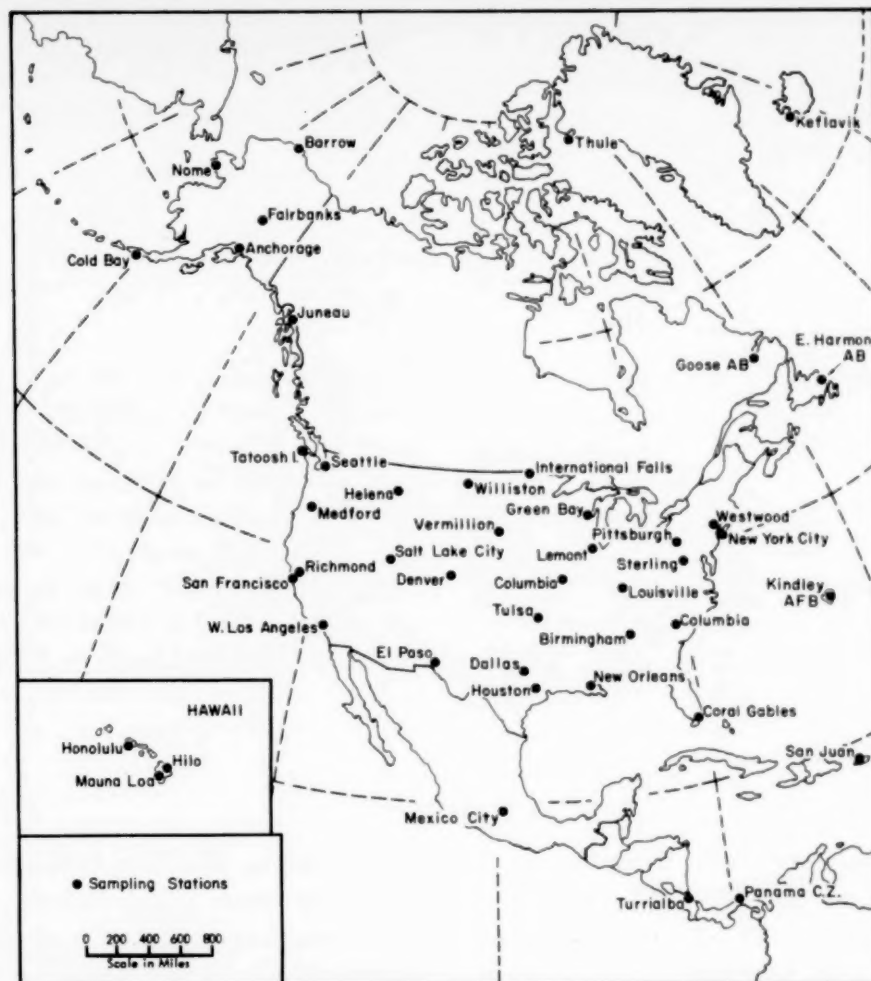 Barrow
Nome
Thule
Keflavik
Fairbanks
Anchorage
Cold Bay
Juneau
E. Harmon
AB
Goose AB
Tatoosh I.
Seattle
International Falls
Helena
Williston
Medford
Green Bay
Vermillion
Westwood
Pittsburgh
New York City
Salt Lake City
Lemont
Sterling
Richmond
Denver
Columbia
Kindley
AFB
San Francisco
Louisville
Tulsa
W. Los Angeles
Columbia
Birmingham
El Paso
Dallas
New Orleans
Houston
Coral Gables
HAWAII
Honolulu
Hilo
Mauna Loa
San Juan
Mexico City
Sampling Stations
Turrialba
Panama C.Z.
0 200 400 600 800
Scale in Miles